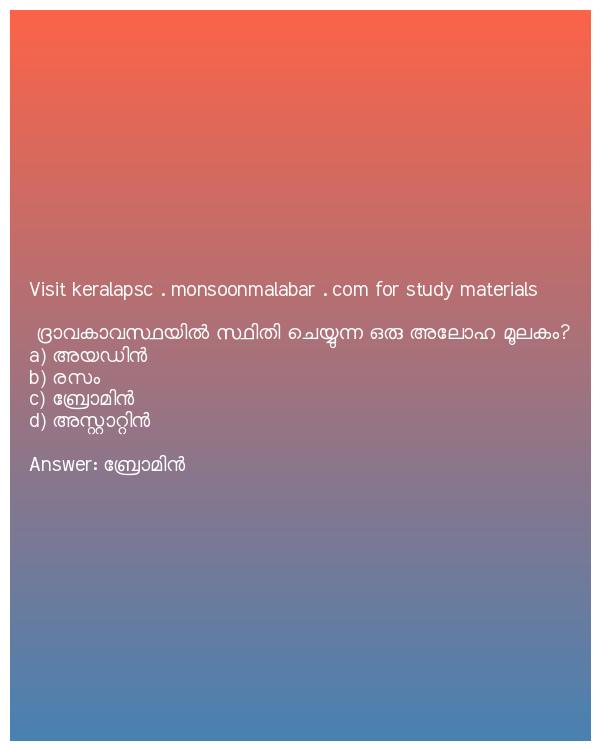 Visit keralapsc . monsoonmalabar . com for study materials
ദ്രാവകാവസ്ഥയിൽ സ്ഥിതി ചെയ്യുന്ന ഒരു അലോഹ മൂലകം?
a) അയഡിൻ
b) രസം
c) ബ്രോമിൻ
d) അസ്റ്റാറ്റിൻ
Answer: ബ്രോമിൻ